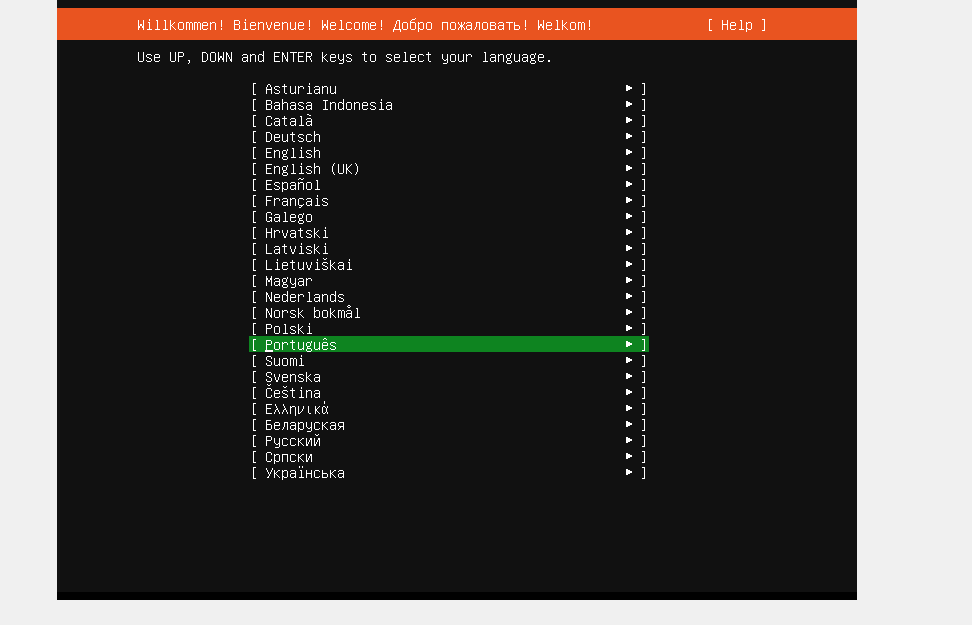 Willkommen! Bienvenue! Welcome! Добро пожаловать! Welkom! [ Help ]
Use UP, DOWN and ENTER keys to select your language.
[ Asturianu ► ]
[ Bahasa Indonesia ► ]
[ Català ► ]
[ Deutsch ► ]
[ English ► ]
[ English (UK) ► ]
[ Español ► ]
[ Français ► ]
[ Galego ► ]
[ Hrvatski ► ]
[ Latviski ► ]
[ Lietuviškai ► ]
[ Magyar ► ]
[ Nederlands ► ]
[ Norsk bokmål ► ]
[ Polski ► ]
[ Português ► ]
[ Suomi ► ]
[ Svenska ► ]
[ Čeština ► ]
[ Ελληνικά ► ]
[ Беларуская ► ]
[ Русский ► ]
[ Српски ► ]
[ Українська ► ]